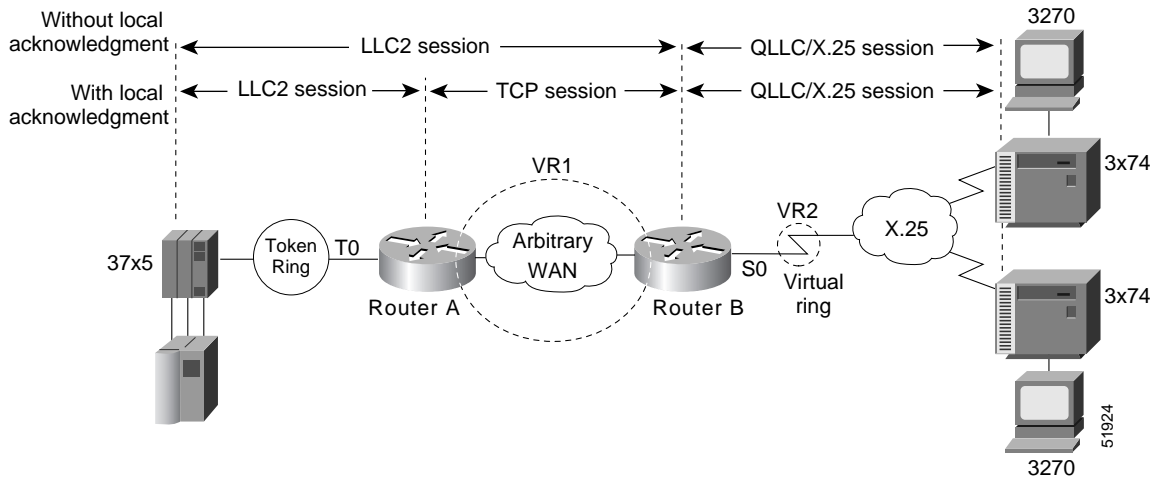 Without local
acknowledgment
LLC2 session
QLLC/X.25 session
3270
With local
acknowledgment
LLC2 session
TCP session
QLLC/X.25 session
3x74
VR1
VR2
X.25
37x5
Token
Ring
T0
Arbitrary
WAN
S0
Virtual
ring
Router A
Router B
3x74
51924
3270